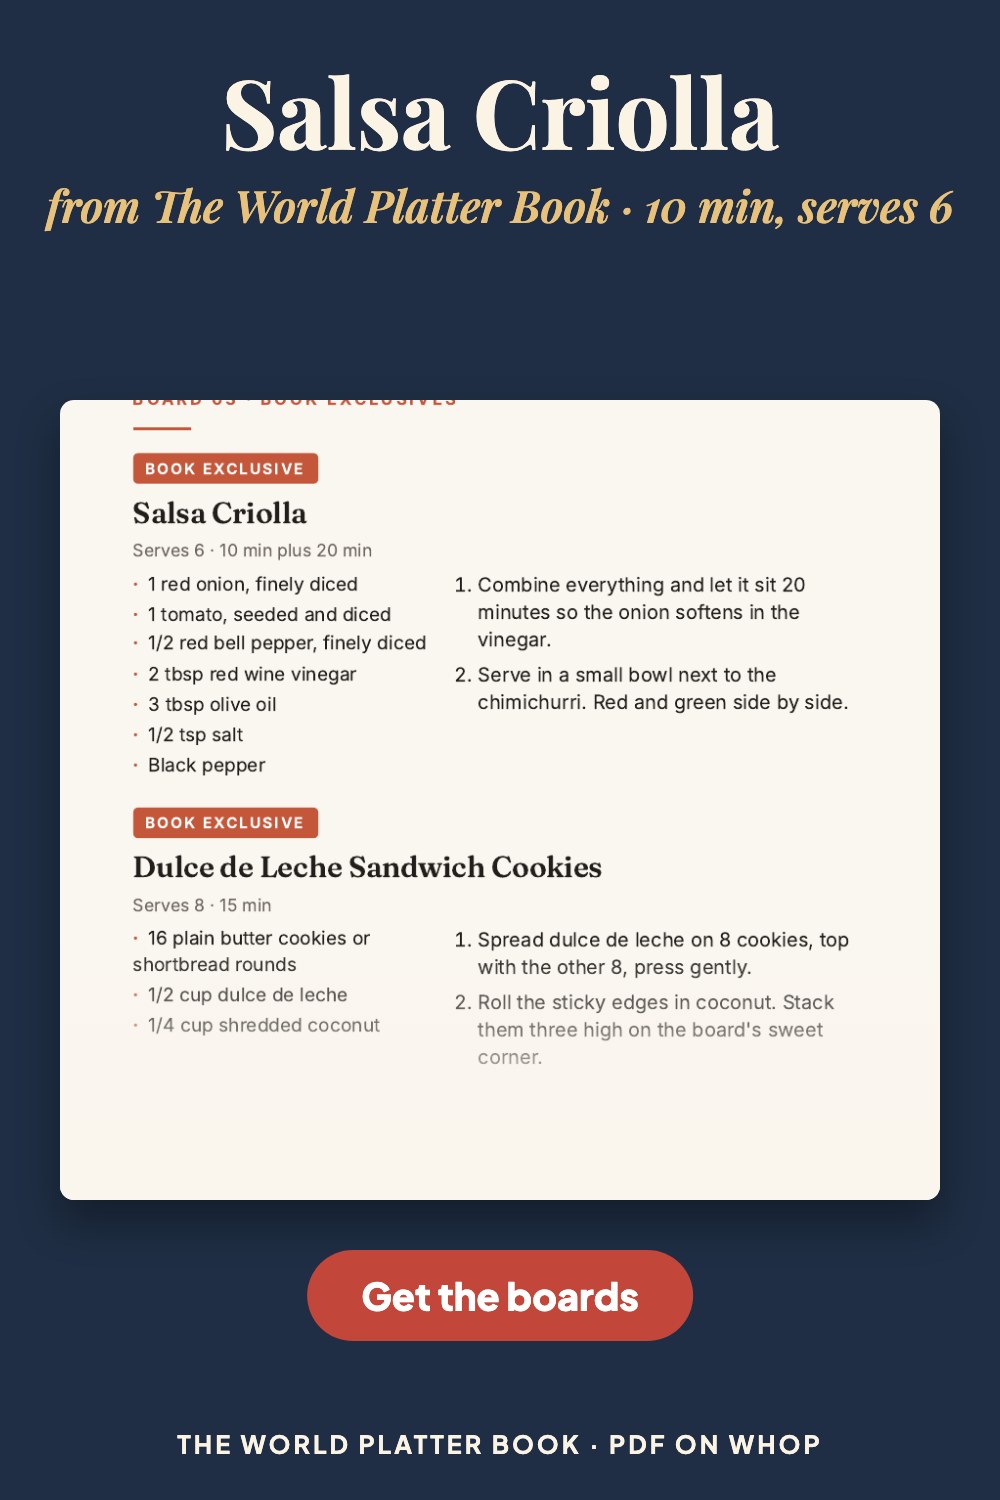 Salsa Criolla
from The World Platter Book · 10 min, serves 6
BOARD 03 · BOOK EXCLUSIVES
BOOK EXCLUSIVE
Salsa Criolla
Serves 6 · 10 min plus 20 min
· 1 red onion, finely diced
· 1 tomato, seeded and diced
· 1/2 red bell pepper, finely diced
· 2 tbsp red wine vinegar
· 3 tbsp olive oil
· 1/2 tsp salt
· Black pepper
1. Combine everything and let it sit 20
minutes so the onion softens in the
vinegar.
2. Serve in a small bowl next to the
chimichurri. Red and green side by side.
BOOK EXCLUSIVE
Dulce de Leche Sandwich Cookies
Serves 8 · 15 min
· 16 plain butter cookies or
shortbread rounds
· 1/2 cup dulce de leche
· 1/4 cup shredded coconut
1. Spread dulce de leche on 8 cookies, top
with the other 8, press gently.
2. Roll the sticky edges in coconut. Stack
them three high on the board's sweet
corner.
Get the boards
THE WORLD PLATTER BOOK · PDF ON WHOP